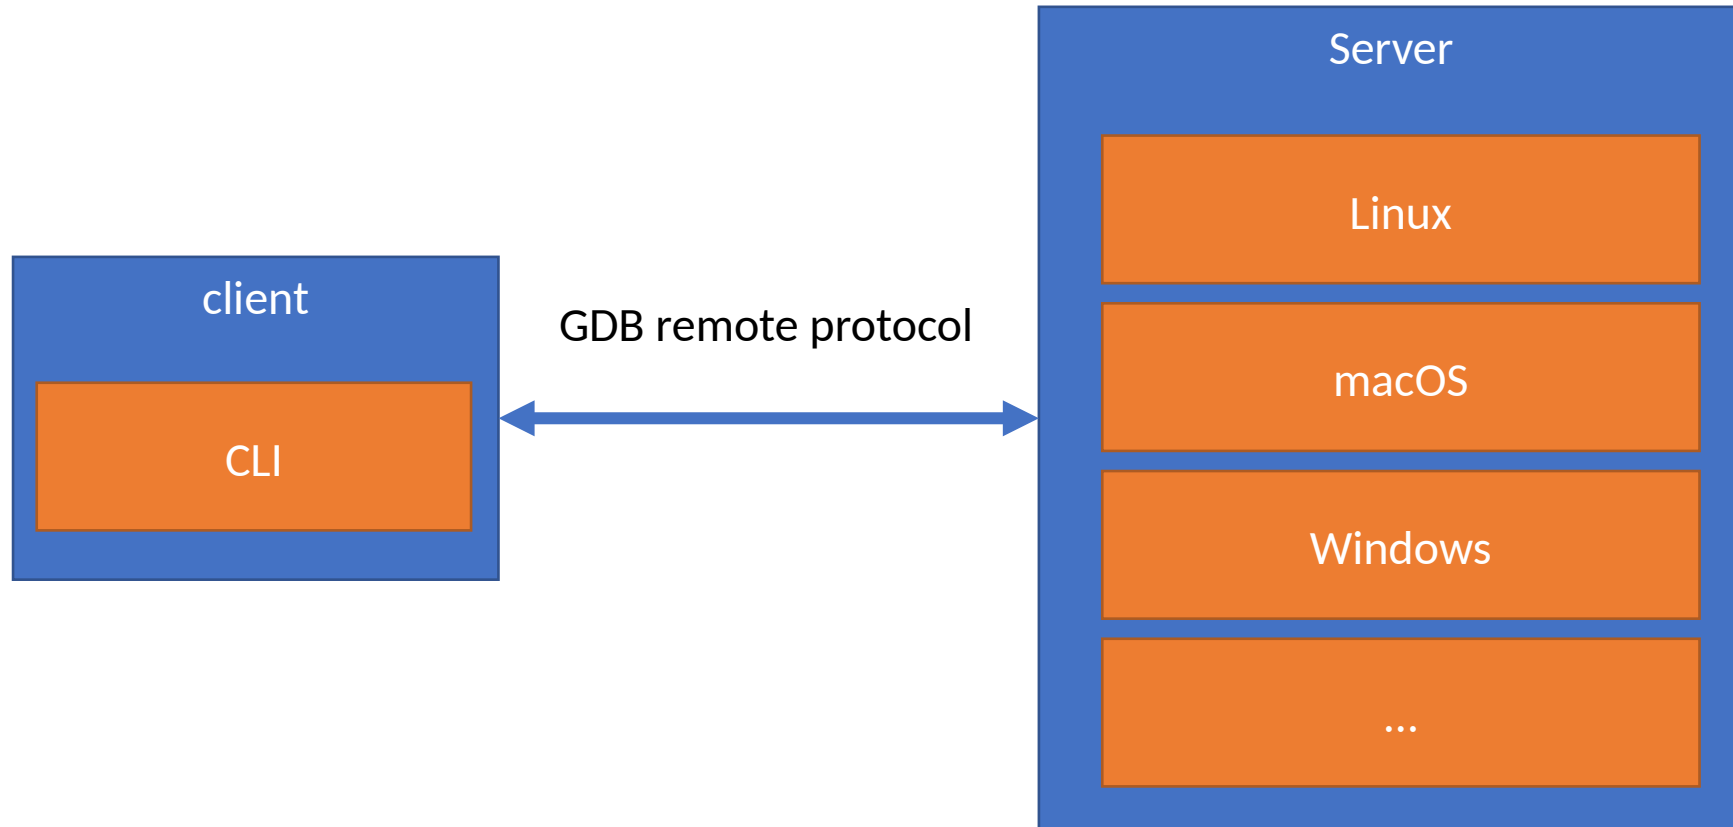 Server
Linux
client
GDB remote protocol
macOS
CLI
Windows
...